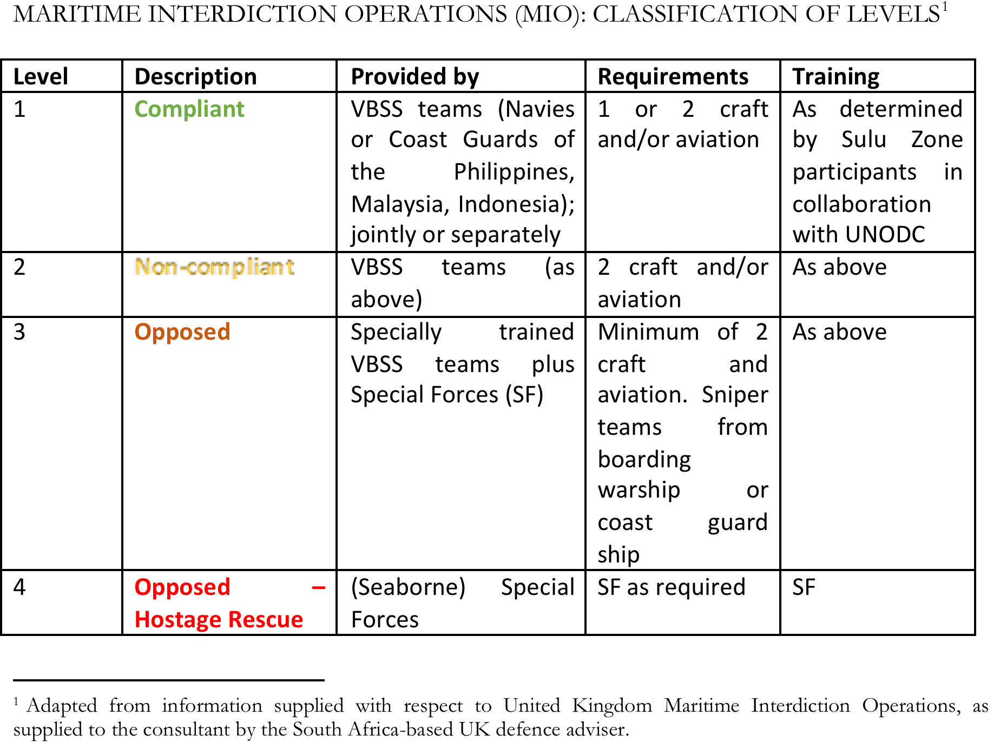 MARITIME INTERDICTION OPERATIONS (MIO): CLASSIFICATION OF LEVELS1
Level Description Provided by Requirements Training
1 Compliant VBSS teams (Navies 1 or 2 craft As determined
or Coast Guards of and/or aviation by Sulu Zone
the Philippines, participants in
Malaysia, Indonesia); collaboration
jointly or separately with UNODC
2 Non-compliant VBSS teams (as 2 craft and/or As above
above) aviation
3 Opposed Specially trained Minimum of 2 As above
VBSS teams plus craft and
Special Forces (SF) aviation. Sniper
teams from
boarding
warship or
coast guard
ship
4 Opposed – (Seaborne) Special SF as required SF
Hostage Rescue Forces
1 Adapted from information supplied with respect to United Kingdom Maritime Interdiction Operations, as
supplied to the consultant by the South Africa-based UK defence adviser.